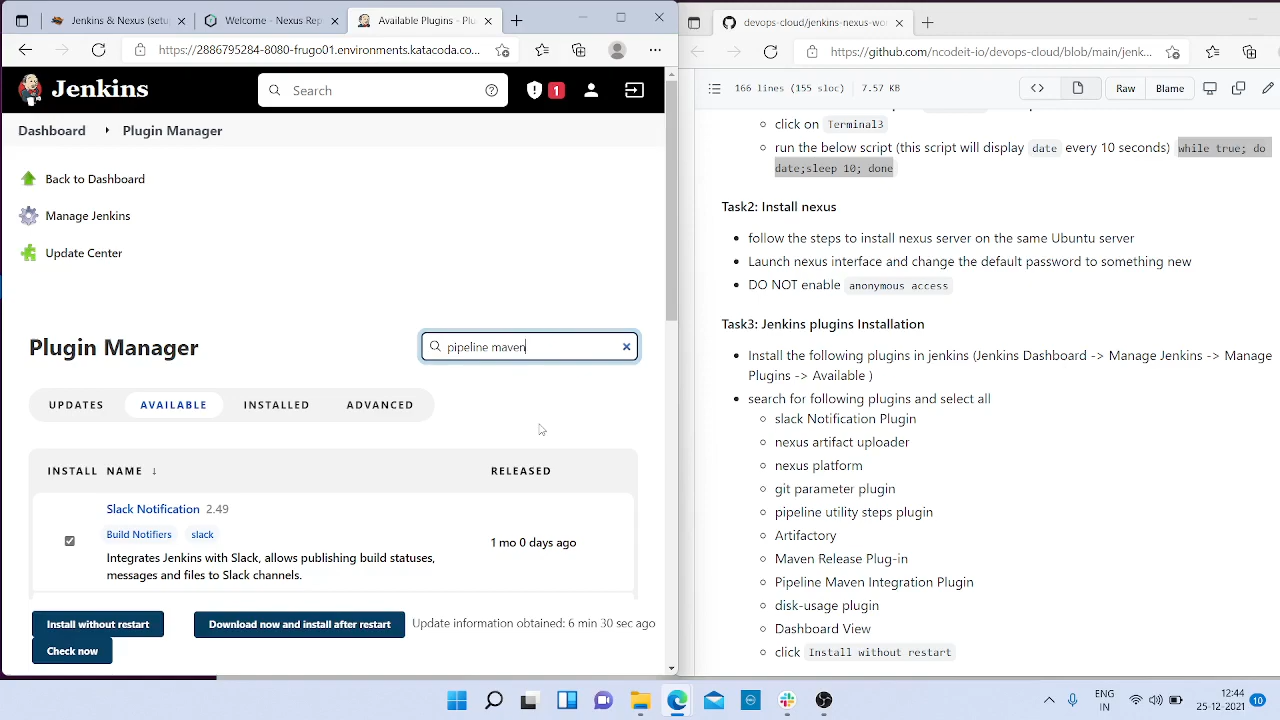 Jenkins & Nexus setu
Welcome - Nexus Rep
Available Plugins - Plu
https://2886795284-8080-frugo01.environments.katacoda.co...
Jenkins
Search
1
Dashboard
Plugin Manager
Back to Dashboard
Manage Jenkins
Update Center
Plugin Manager
pipeline maven
UPDATES
AVAILABLE
INSTALLED
ADVANCED
INSTALL NAME ↓
RELEASED
Slack Notification 2.49
Build Notifiers
slack
Integrates Jenkins with Slack, allows publishing build statuses,
messages and files to Slack channels.
1 mo 0 days ago
Install without restart
Download now and install after restart
Update information obtained: 6 min 30 sec ago
Check now
devops-cloud/jenkins-nexus-wo
https://github.com/ncodeit-io/devops-cloud/blob/main/jenk...
166 lines (155 sloc)
7.57 KB
Raw
Blame
click on Terminal3
run the below script (this script will display date every 10 seconds) while true; do
date;sleep 10; done
Task2: Install nexus
follow the steps to install nexus server on the same Ubuntu server
Launch nexus interface and change the default password to something new
DO NOT enable anonymous access
Task3: Jenkins plugins Installation
Install the following plugins in jenkins (Jenkins Dashboard -> Manage Jenkins -> Manage
Plugins -> Available )
search for following plugins and select all
slack Notification Plugin
nexus artifact uploader
nexus platform
git parameter plugin
pipeline utility steps plugin
Artifactory
Maven Release Plug-in
Pipeline Maven Integration Plugin
disk-usage plugin
Dashboard View
click Install without restart
ENG
IN
12:44
25-12-2021
10